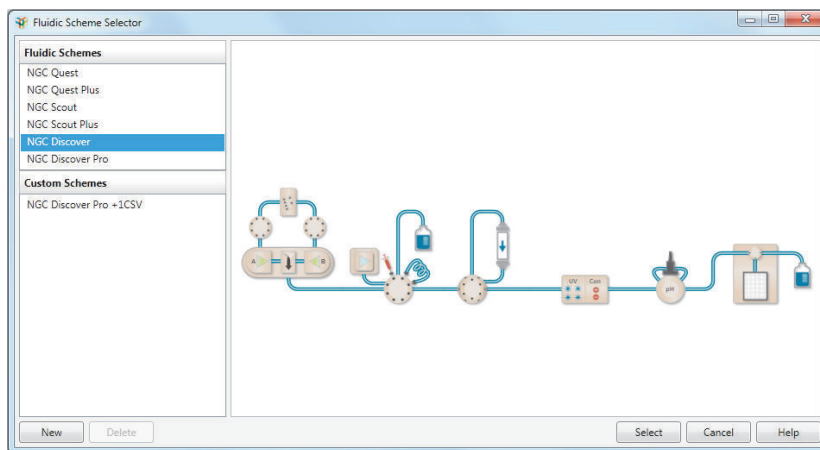 Fluidic Scheme Selector
Fluidic Schemes
NGC Quest
NGC Quest Plus
NGC Scout
NGC Scout Plus
NGC Discover
NGC Discover Pro
Custom Schemes
NGC Discover Pro +1CSV
A
B
UV
Con
pH
New
Delete
Select
Cancel
Help